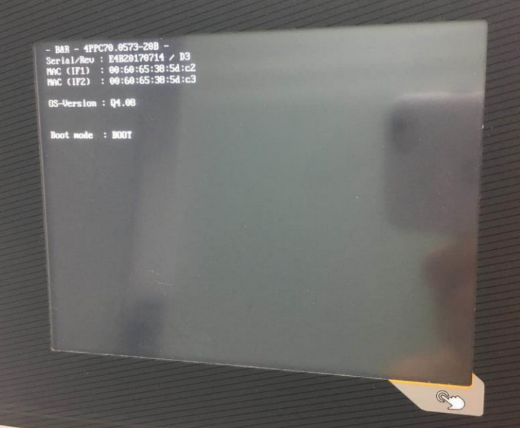 - B&R - 4PPC70.0573-20B -
Serial/Rev : E4B20170714 / D3
MAC (IF1) : 00:60:65:38:5d:c2
MAC (IF2) : 00:60:65:38:5d:c3
OS-Version : Q4.08
Boot mode : BOOT